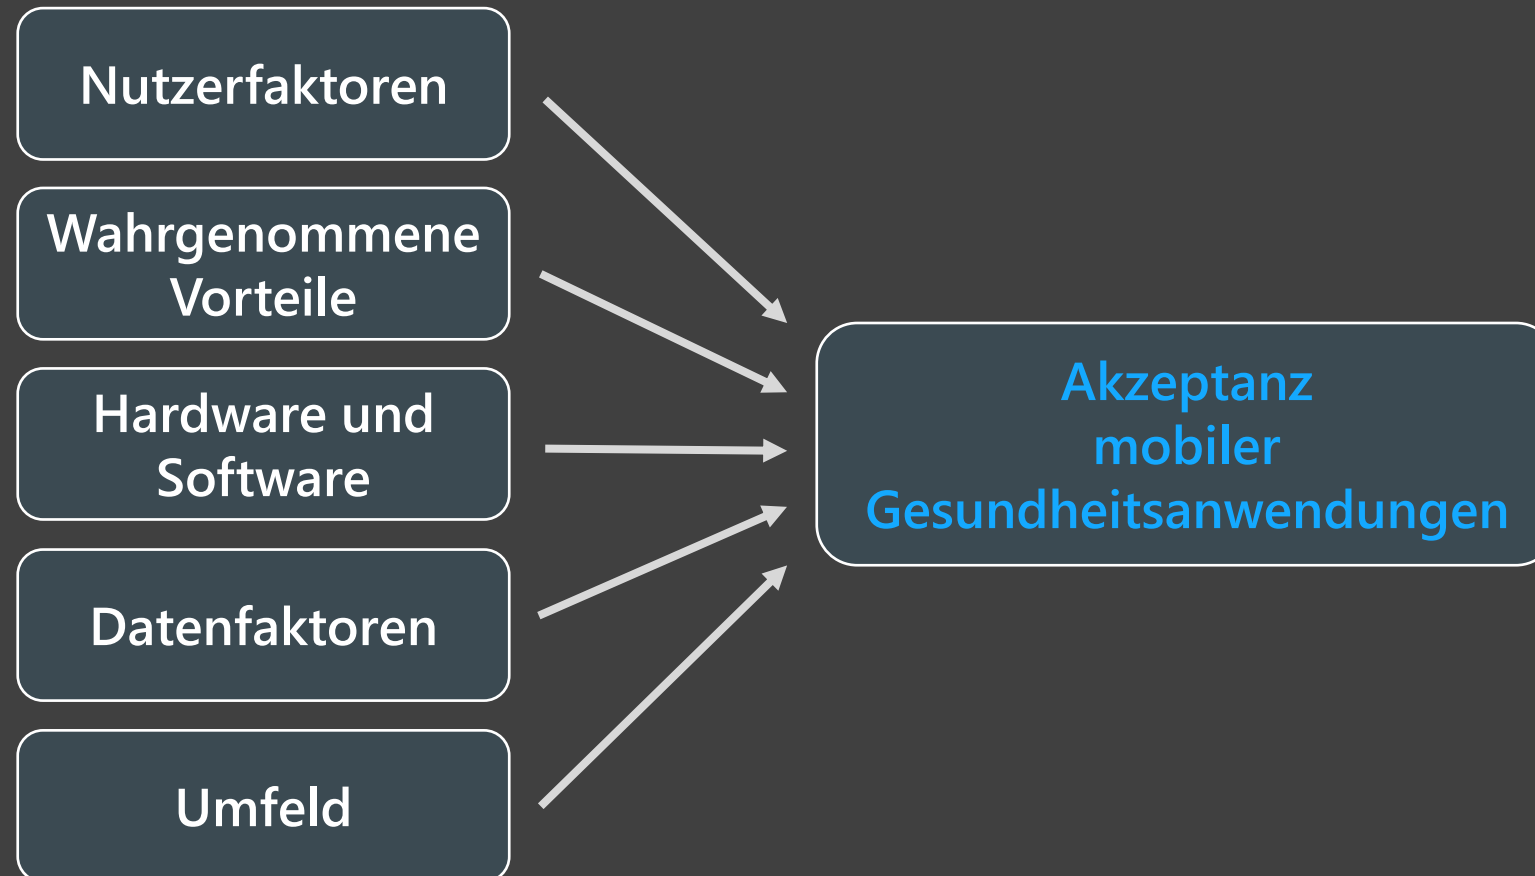 Nutzerfaktoren
Wahrgenommene
Vorteile
Hardware und
Software
Datenfaktoren
Umfeld
Akzeptanz
mobiler
Gesundheitsanwendungen